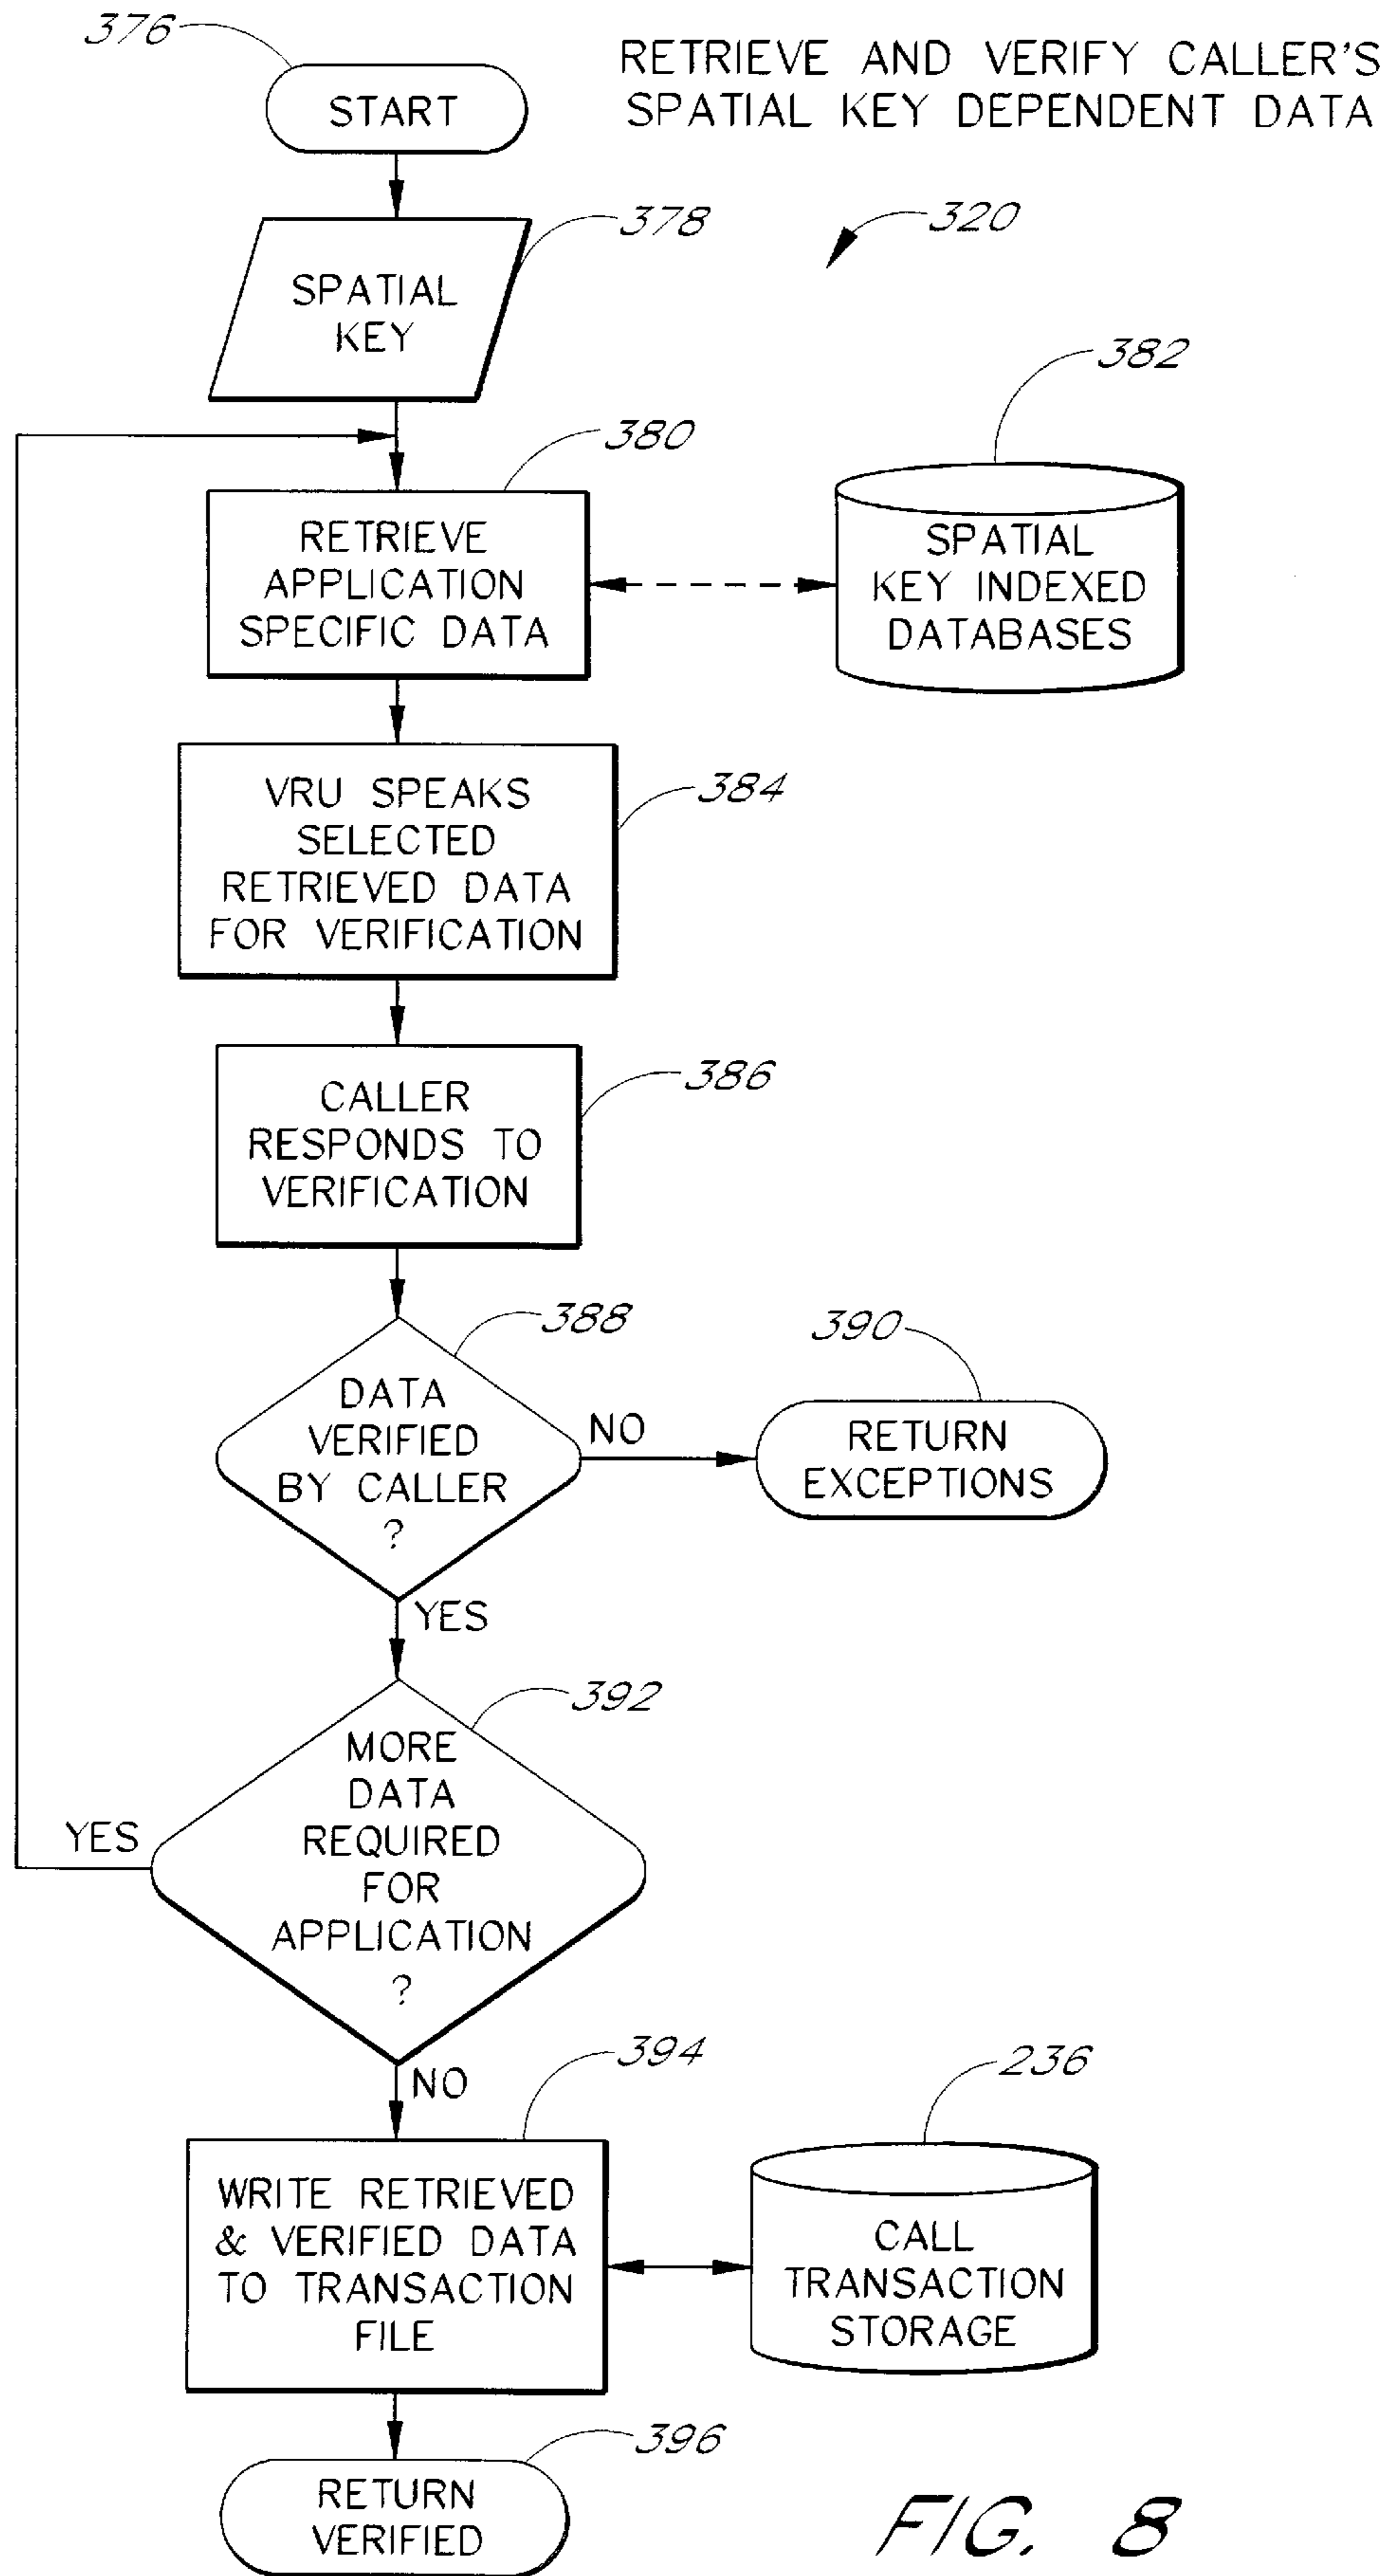 376
START
RETRIEVE AND VERIFY CALLER'S
SPATIAL KEY DEPENDENT DATA
378
SPATIAL
KEY
320
380
RETRIEVE
APPLICATION
SPECIFIC DATA
382
SPATIAL
KEY INDEXED
DATABASES
VRU SPEAKS
SELECTED
RETRIEVED DATA
FOR VERIFICATION
384
CALLER
RESPONDS TO
VERIFICATION
386
388
DATA
VERIFIED
BY CALLER
?
NO
390
RETURN
EXCEPTIONS
YES
392
MORE
DATA
REQUIRED
FOR
APPLICATION
?
YES
NO
394
WRITE RETRIEVED
& VERIFIED DATA
TO TRANSACTION
FILE
236
CALL
TRANSACTION
STORAGE
396
RETURN
VERIFIED
FIG. 8